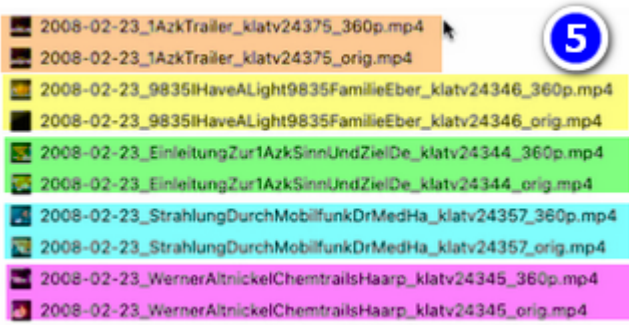 2008-02-23_1AzkTrailer_klatv24375_360p.mp4
5
2008-02-23_1AzkTrailer_klatv24375_orig.mp4
2008-02-23_9835IHaveALight9835FamilieEber_klatv24346_360p.mp4
2008-02-23_9835IHaveALight9835FamilieEber_klatv24346_orig.mp4
2008-02-23_EinleitungZur1AzkSinnUndZielDe_klatv24344_360p.mp4
2008-02-23_EinleitungZur1AzkSinnUndZielDe_klatv24344_orig.mp4
2008-02-23_StrahlungDurchMobilfunkDrMedHa_klatv24357_360p.mp4
2008-02-23_StrahlungDurchMobilfunkDrMedHa_klatv24357_orig.mp4
2008-02-23_WernerAltnickelChemtrailsHaarp_klatv24345_360p.mp4
2008-02-23_WernerAltnickelChemtrailsHaarp_klatv24345_orig.mp4